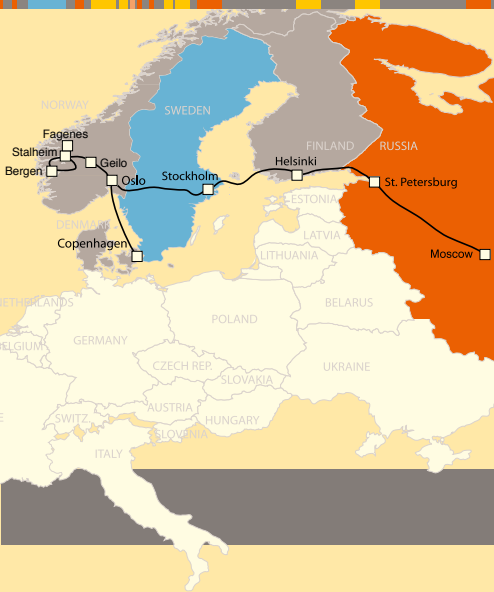 NORWAY
SWEDEN
Fagenes
Stalheim
Geilo
Bergen
Oslo
Stockholm
FINLAND
RUSSIA
Helsinki
St. Petersburg
ESTONIA
DENMARK
Copenhagen
LATVIA
LITHUANIA
Moscow
NETHERLANDS
BELARUS
POLAND
GERMANY
ELGIUM
CZECH REP.
UKRAINE
SLOVAKIA
AUSTRIA
SWITZ.
HUNGARY
SLOVENIA
ITALY